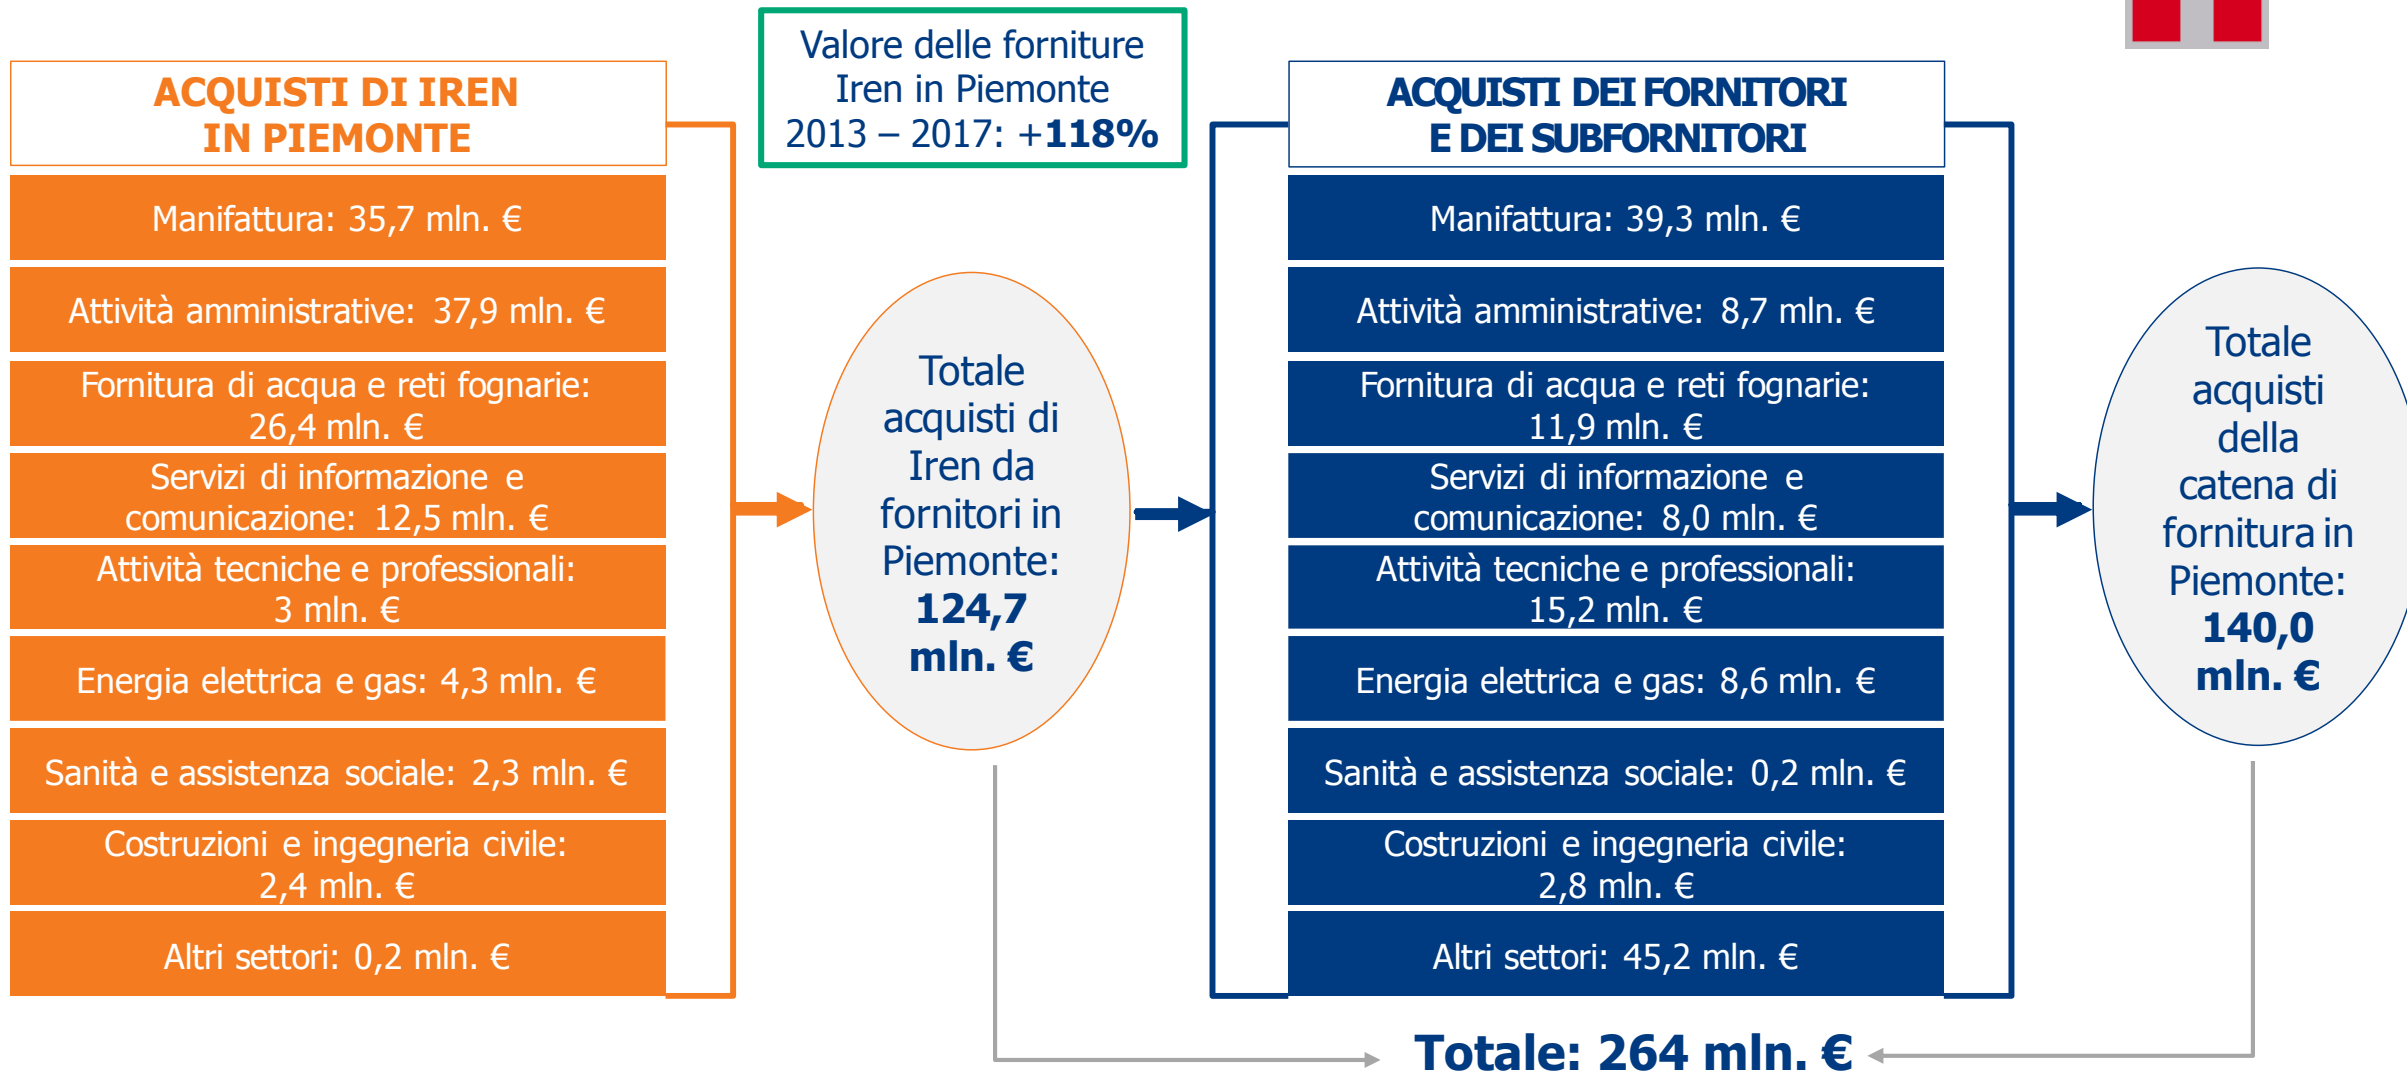 Valore delle forniture
Iren in Piemonte
2013 – 2017: +118%
ACQUISTI DI IREN
IN PIEMONTE
Manifattura: 35,7 mln. €
Attività amministrative: 37,9 mln. €
Fornitura di acqua e reti fognarie:
26,4 mln. €
Servizi di informazione e
comunicazione: 12,5 mln. €
Attività tecniche e professionali:
3 mln. €
Energia elettrica e gas: 4,3 mln. €
Sanità e assistenza sociale: 2,3 mln. €
Costruzioni e ingegneria civile:
2,4 mln. €
Altri settori: 0,2 mln. €
Totale
acquisti di
Iren da
fornitori in
Piemonte:
124,7
mln. €
ACQUISTI DEI FORNITORI
E DEI SUBFORNITORI
Manifattura: 39,3 mln. €
Attività amministrative: 8,7 mln. €
Fornitura di acqua e reti fognarie:
11,9 mln. €
Servizi di informazione e
comunicazione: 8,0 mln. €
Attività tecniche e professionali:
15,2 mln. €
Energia elettrica e gas: 8,6 mln. €
Sanità e assistenza sociale: 0,2 mln. €
Costruzioni e ingegneria civile:
2,8 mln. €
Altri settori: 45,2 mln. €
Totale
acquisti
della
catena di
fornitura in
Piemonte:
140,0
mln. €
Totale: 264 mln. €